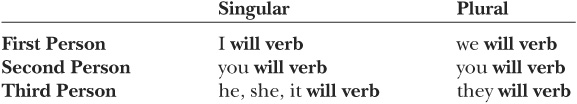 Singular Plural
First Person I will verb we will verb
Second Person you will verb you will verb
Third Person he, she, it will verb they will verb